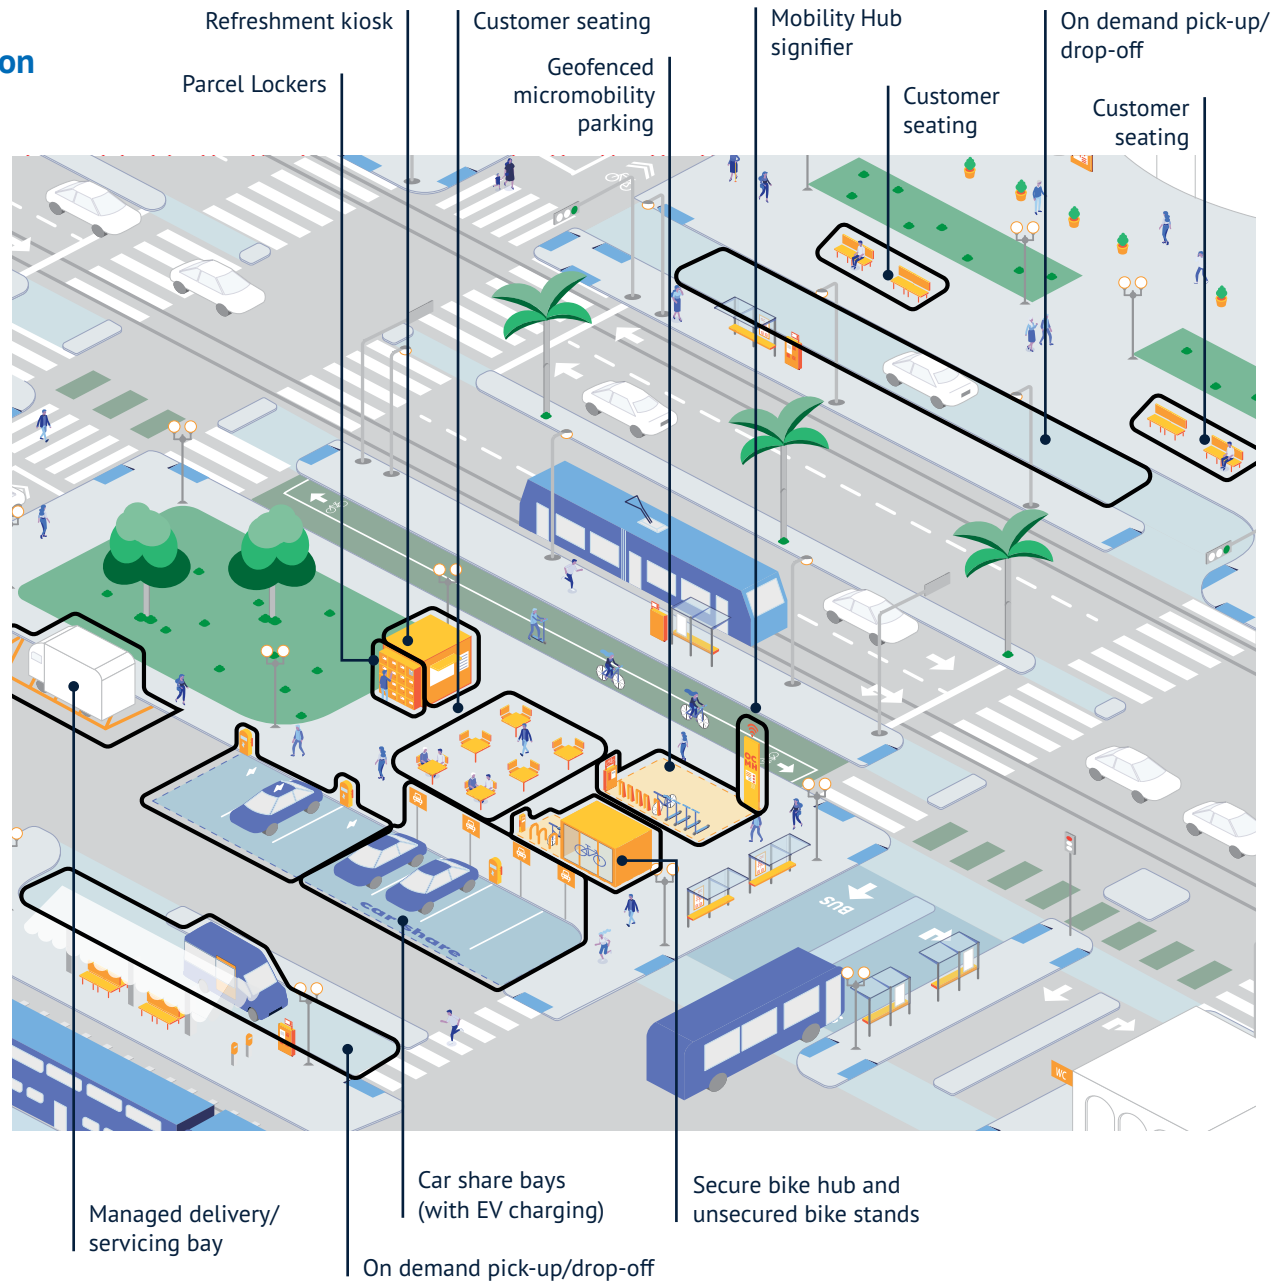 on
Refreshment kiosk
Customer seating
Mobility Hub
signifier
On demand pick-up/
drop-off
Parcel Lockers
Geofenced
micromobility
parking
Customer
seating
Customer
seating
car share
BUS
WC
Car share bays
(with EV charging)
Secure bike hub and
unsecured bike stands
Managed delivery/
servicing bay
On demand pick-up/drop-off